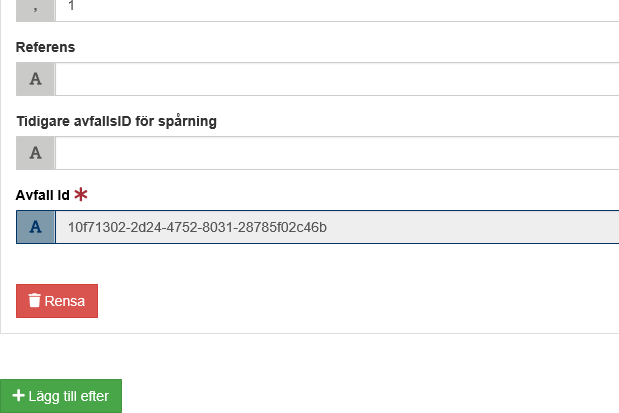 1
Referens
A
Tidigare avfallsID för spårning
A
Avfall Id *
A 10f71302-2d24-4752-8031-28785f02c46b
Rensa
+ Lägg till efter